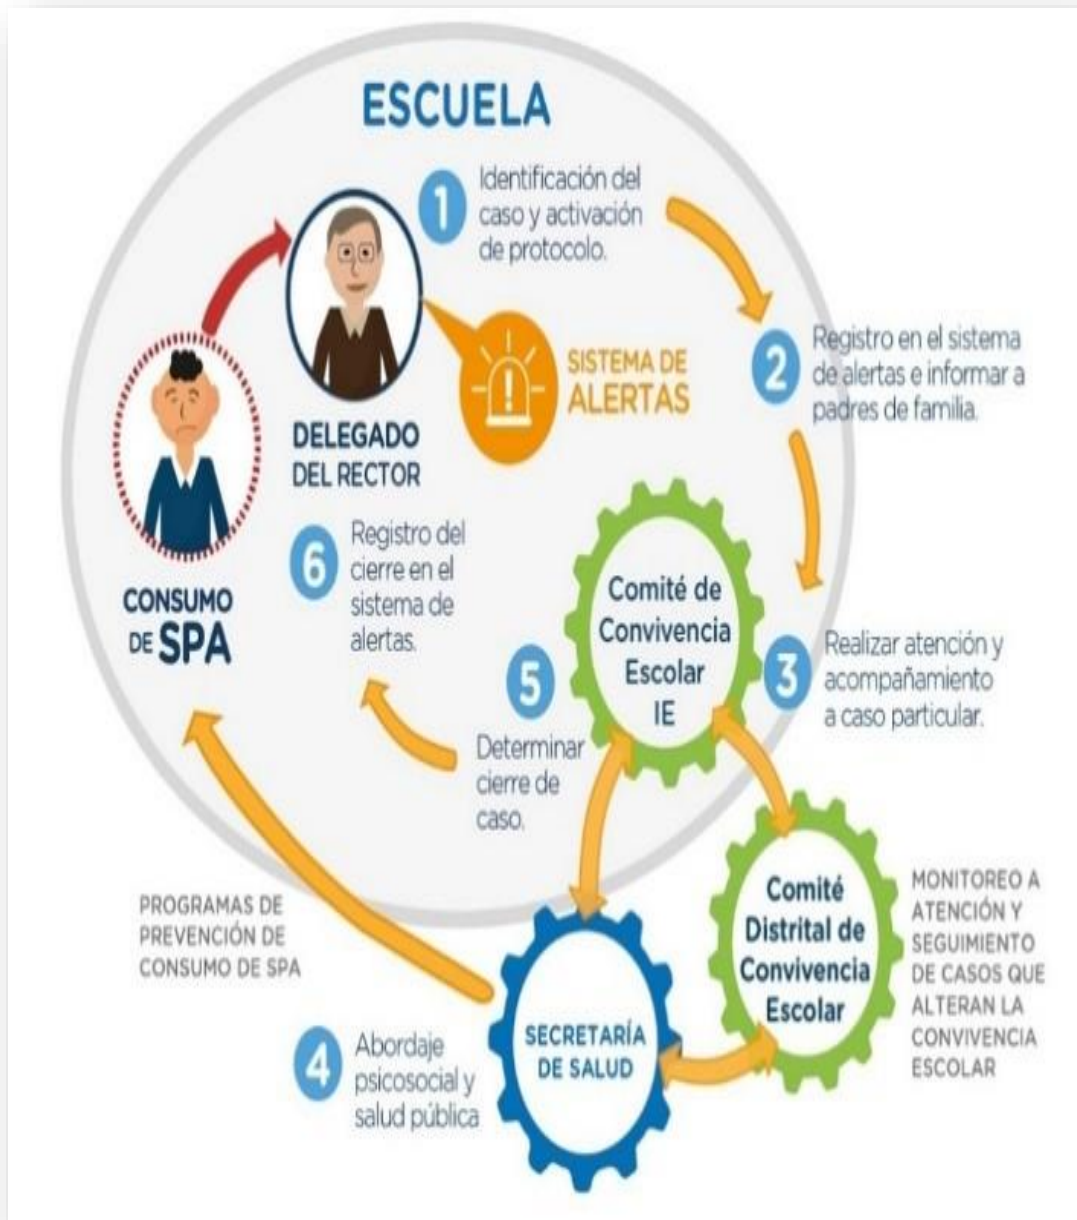 ESCUELA
1
Identificación del
caso y activación
de protocolo.
2
Registro en el sistema
de alertas e informar a
padres de familia.
SISTEMA DE
ALERTAS
DELEGADO
DEL RECTOR
CONSUMO
DE SPA
6
Registro del
cierre en el
sistema de
alertas.
Comité de
Convivencia
Escolar
IE
3
Realizar atención y
acompañamiento
a caso particular.
5
Determinar
cierre de
caso.
PROGRAMAS DE
PREVENCIÓN DE
CONSUMO DE SPA
Comité
Distrital de
Convivencia
Escolar
MONITOREO A
ATENCIÓN Y
SEGUIMIENTO
DE CASOS QUE
ALTERAN LA
CONVIVENCIA
ESCOLAR
4
Abordaje
psicosocial y
salud pública
SECRETARÍA
DE SALUD